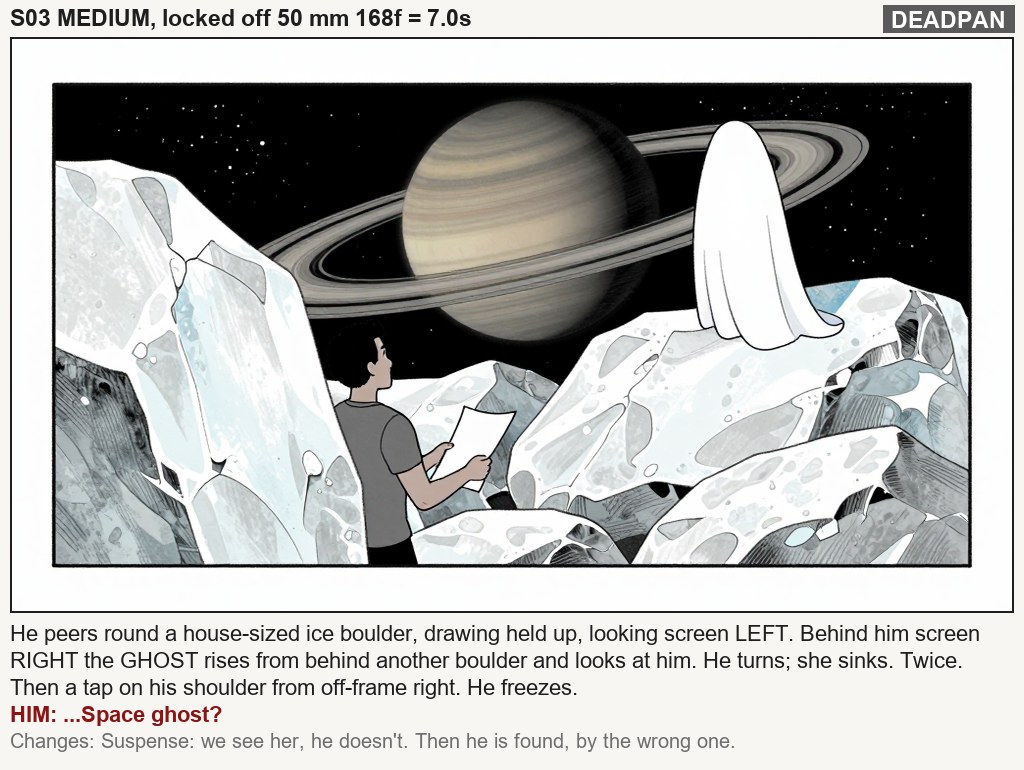 S03 MEDIUM, locked off 50 mm 168f = 7.0s
DEADPAN
He peers round a house-sized ice boulder, drawing held up, looking screen LEFT. Behind him screen
RIGHT the GHOST rises from behind another boulder and looks at him. He turns; she sinks. Twice.
Then a tap on his shoulder from off-frame right. He freezes.
HIM: ...Space ghost?
Changes: Suspense: we see her, he doesn't. Then he is found, by the wrong one.